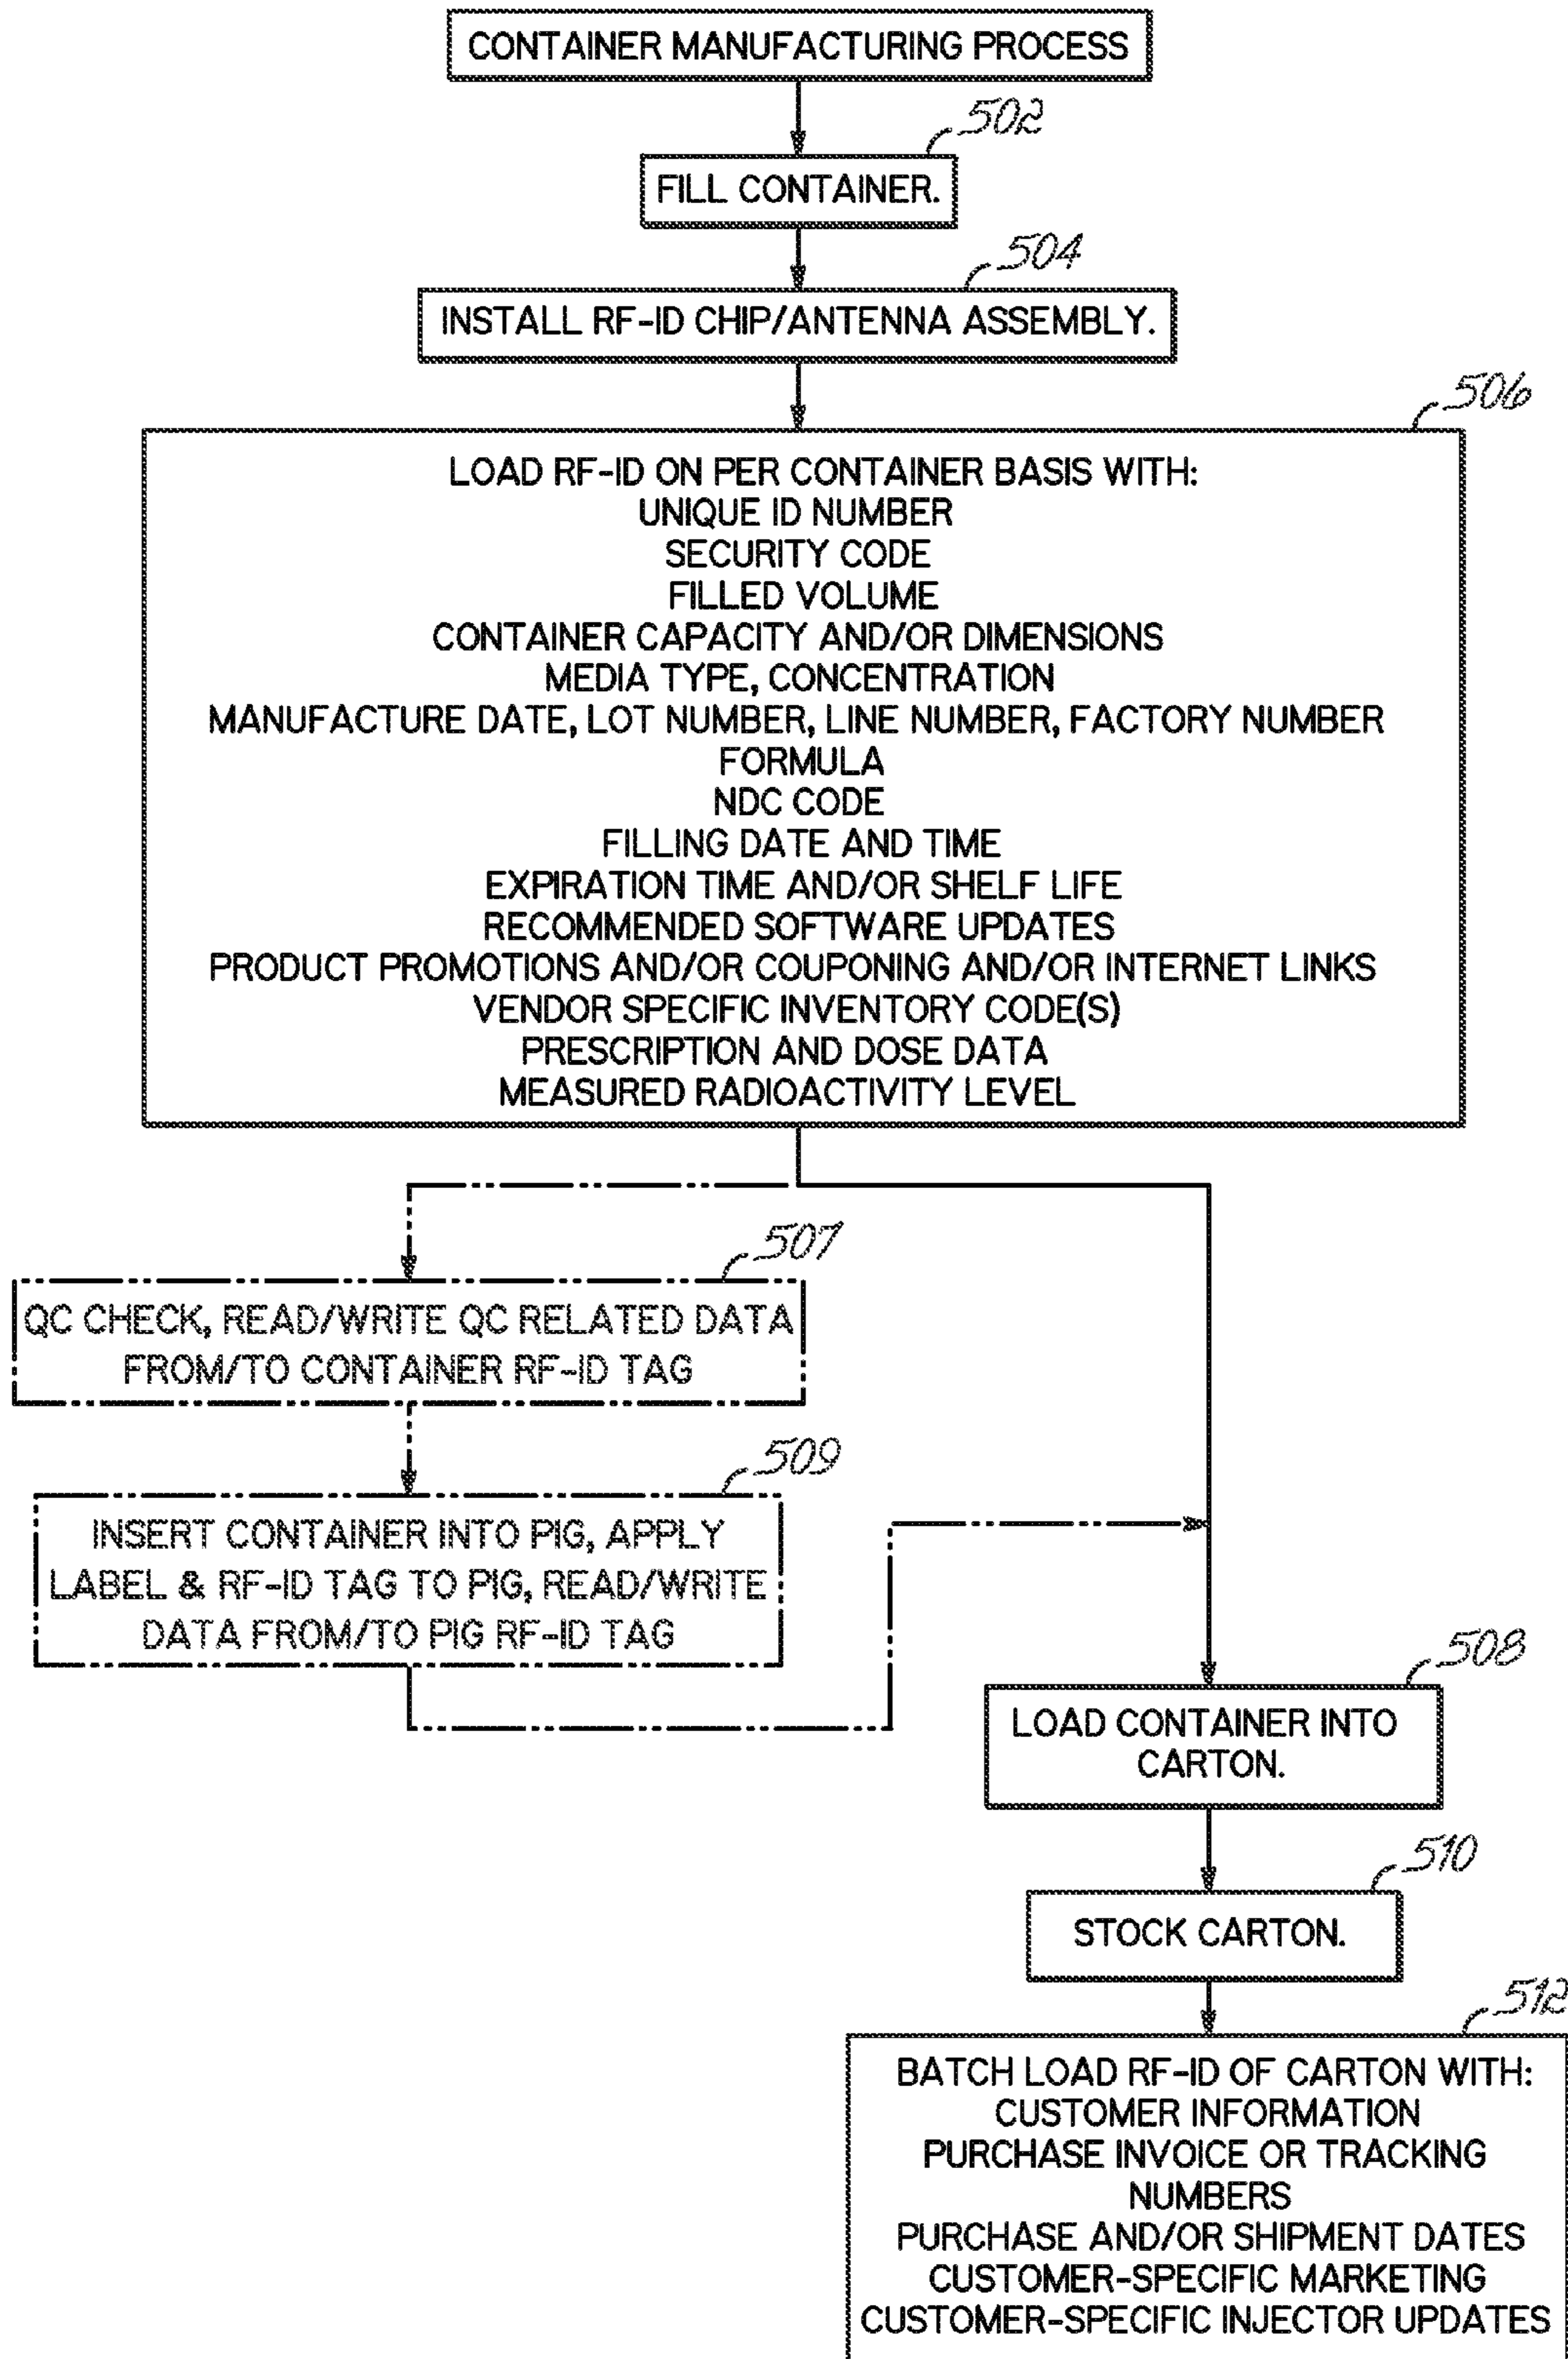 CONTAINER MANUFACTURING PROCESS
502
FILL CONTAINER.
504
INSTALL RF-ID CHIP/ANTENNA ASSEMBLY.
506
LOAD RF-ID ON PER CONTAINER BASIS WITH:
UNIQUE ID NUMBER
SECURITY CODE
FILLED VOLUME
CONTAINER CAPACITY AND/OR DIMENSIONS
MEDIA TYPE, CONCENTRATION
MANUFACTURE DATE, LOT NUMBER, LINE NUMBER, FACTORY NUMBER
FORMULA
NDC CODE
FILLING DATE AND TIME
EXPIRATION TIME AND/OR SHELF LIFE
RECOMMENDED SOFTWARE UPDATES
PRODUCT PROMOTIONS AND/OR COUPONING AND/OR INTERNET LINKS
VENDOR SPECIFIC INVENTORY CODE(S)
PRESCRIPTION AND DOSE DATA
MEASURED RADIOACTIVITY LEVEL
507
QC CHECK, READ/WRITE QC RELATED DATA
FROM/TO CONTAINER RF-ID TAG
509
INSERT CONTAINER INTO PIG, APPLY
LABEL & RF-ID TAG TO PIG, READ/WRITE
DATA FROM/TO PIG RF-ID TAG
508
LOAD CONTAINER INTO
CARTON.
510
STOCK CARTON.
512
BATCH LOAD RF-ID OF CARTON WITH:
CUSTOMER INFORMATION
PURCHASE INVOICE OR TRACKING
NUMBERS
PURCHASE AND/OR SHIPMENT DATES
CUSTOMER-SPECIFIC MARKETING
CUSTOMER-SPECIFIC INJECTOR UPDATES